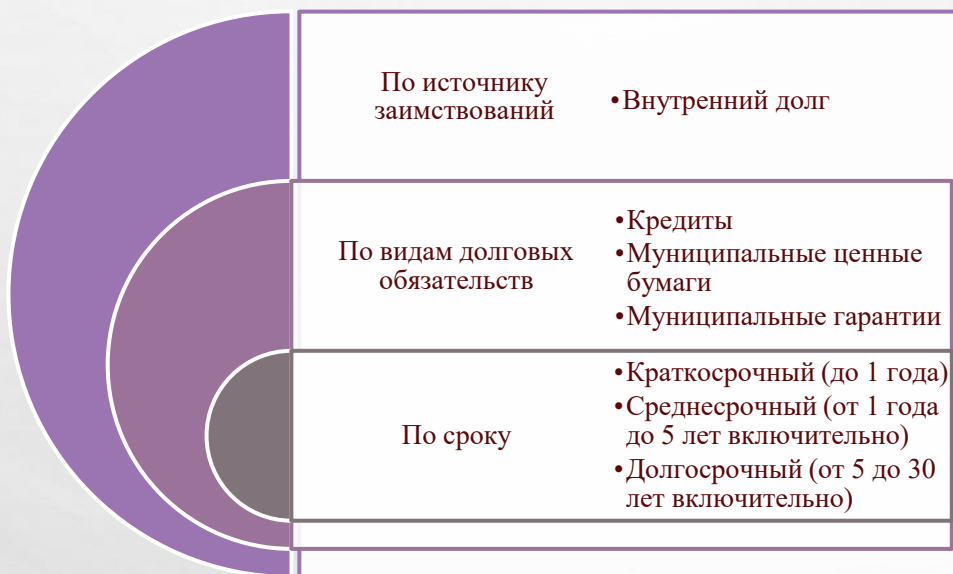 По источнику
заимствований
•Внутренний долг
По видам долговых
обязательств
•Кредиты
•Муниципальные ценные
бумаги
•Муниципальные гарантии
По сроку
•Краткосрочный (до 1 года)
•Среднесрочный (от 1 года
до 5 лет включительно)
•Долгосрочный (от 5 до 30
лет включительно)